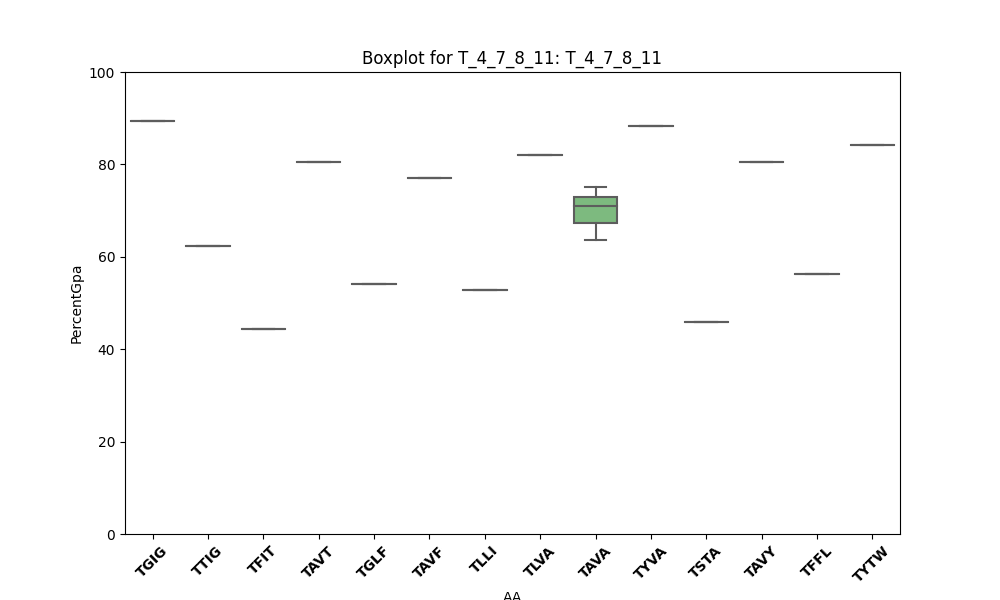 Boxplot for T_4_7_8_11: T_4_7_8_11
100
80
60
40
20
0
PercentGpa
TGIG TTIG TFIT TAVT TGLF TAVF TLLI TLVA TAVA TYVA TSTA TAVY TFFL TYTW
AA